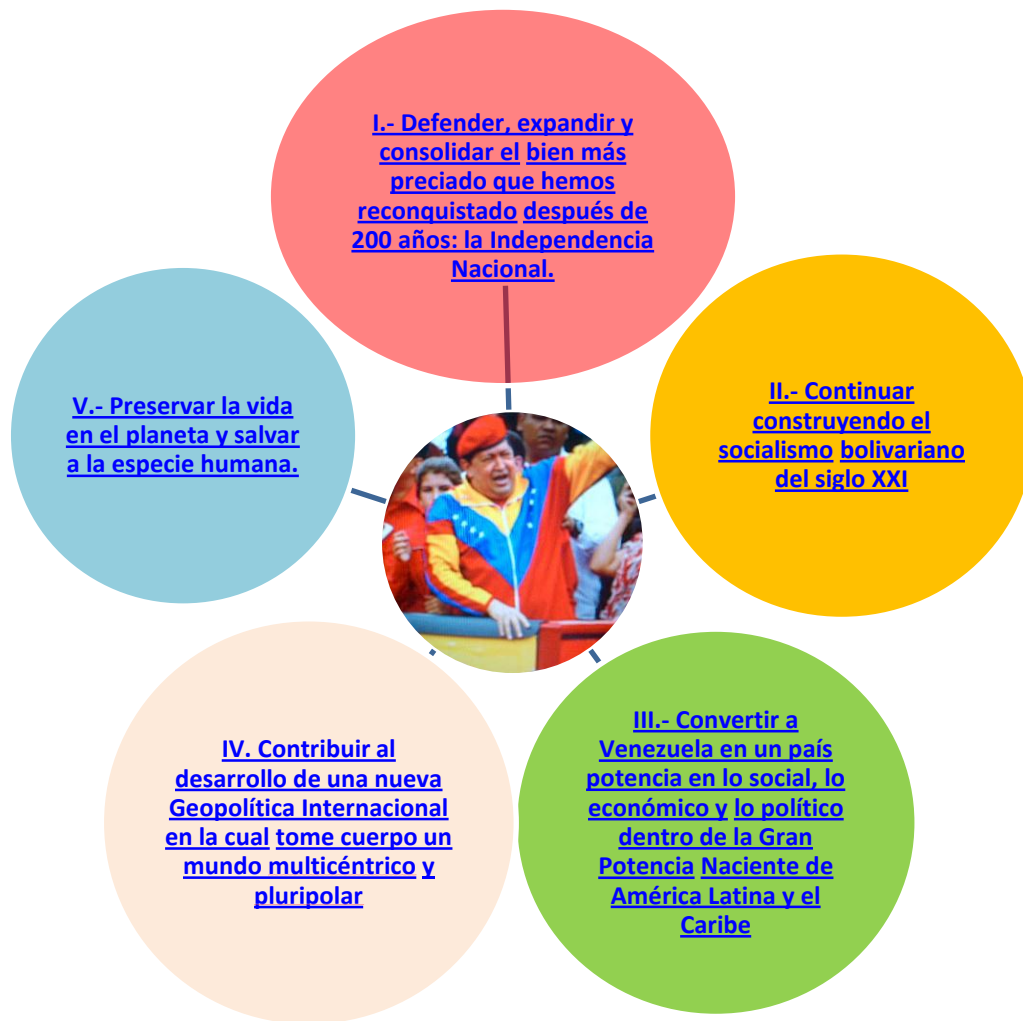 I.- Defender, expandir y
consolidar el bien más
preciado que hemos
reconquistado después de
200 años: la Independencia
Nacional.
II.- Continuar
construyendo el
socialismo bolivariano
del siglo XXI
III.- Convertir a
Venezuela en un país
potencia en lo social, lo
económico y lo político
dentro de la Gran
Potencia Naciente de
América Latina y el
Caribe
IV. Contribuir al
desarrollo de una nueva
Geopolítica Internacional
en la cual tome cuerpo un
mundo multicéntrico y
pluripolar
V.- Preservar la vida
en el planeta y salvar
a la especie humana.